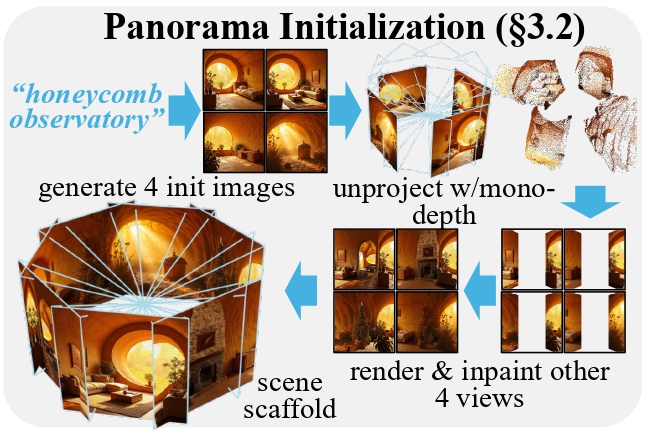 Panorama Initialization (§3.2)
“honeycomb
observatory”
generate 4 init images
unproject w/mono-
depth
render & inpaint other
4 views
scene
scaffold